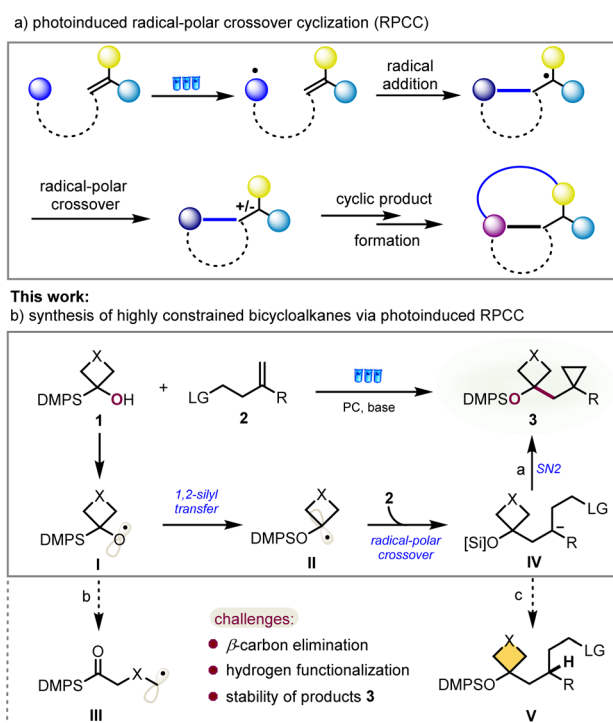 a) photoinduced radical-polar crossover cyclization (RPCC)
radical
addition
radical-polar
crossover
+/-
cyclic product
formation
This work:
b) synthesis of highly constrained bicycloalkanes via photoinduced RPCC
X
DMPS
OH
1
+
LG
R
2
PC, base
X
DMPSO
R
3
a
SN2
X
DMPS
O
I
1,2-silyl
transfer
X
DMPSO
II
2
radical-polar
crossover
X
[Si]O
LG
R
IV
b
c
challenges:
β-carbon elimination
hydrogen functionalization
stability of products 3
O
DMPS
X
III
X
DMPSO
H
LG
R
V